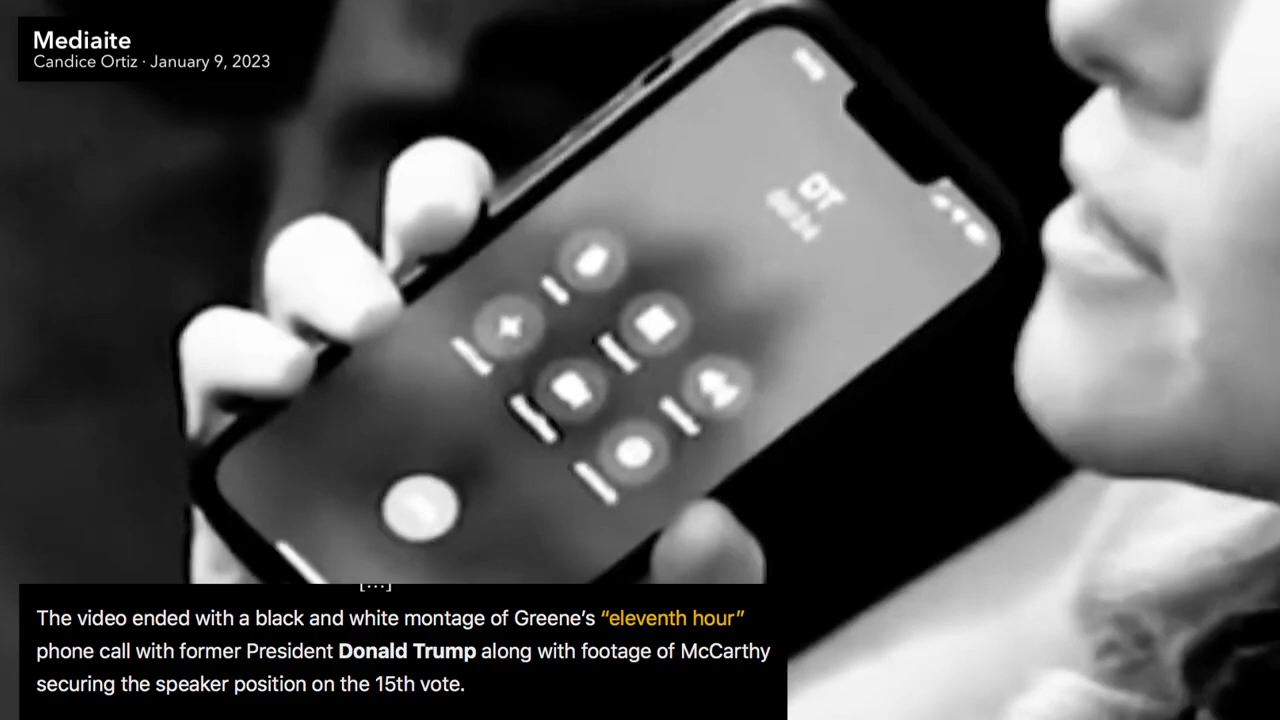 Mediaite
Candice Ortiz · January 9, 2023
DT
[...]
The video ended with a black and white montage of Greene's “eleventh hour”
phone call with former President Donald Trump along with footage of McCarthy
securing the speaker position on the 15th vote.